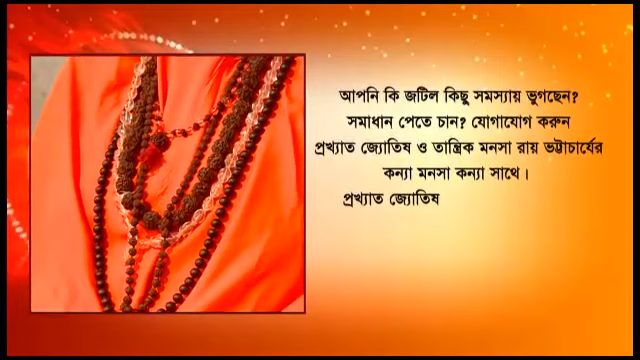 আপনি কি জটিল কিছু সমস্যায় ভুগছেন?
সমাধান পেতে চান? যোগাযোগ করুন
প্রখ্যাত জ্যোতিষ ও তান্ত্রিক মনসা রায় ভট্টাচার্যের
কন্যা মনসা কন্যা সাথে।
প্রখ্যাত জ্যোতিষ